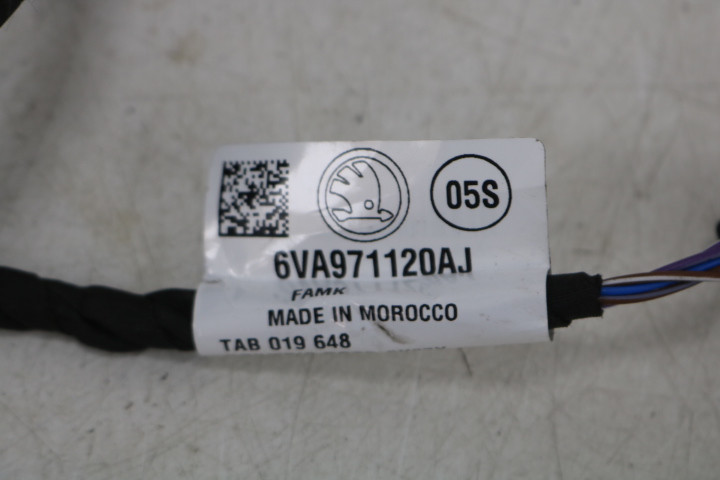 05S
6VA971120AJ
FAMK
MADE IN MOROCCO
TAB 019 648